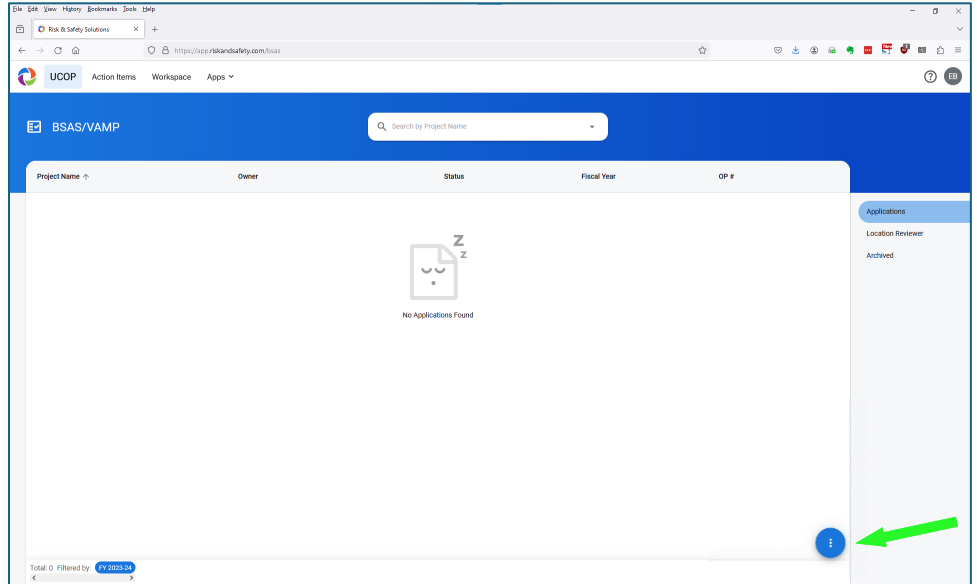 File Edit View History Bookmarks Tools Help
Risk & Safety Solutions
https://app.riskandsafety.com/bsas
UCOP Action Items Workspace Apps
EB
BSAS/VAMP
Search by Project Name
Project Name Owner Status Fiscal Year OP #
Applications
Location Reviewer
Archived
Z
z
No Applications Found
Total: 0 Filtered by: FY 2023-24